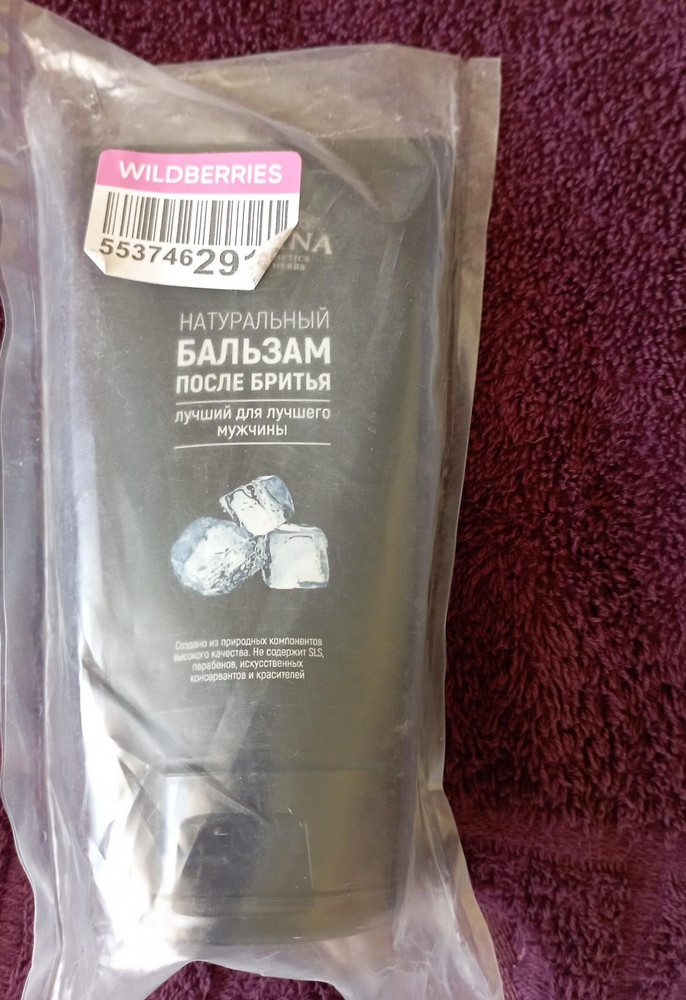 WILDBERRIES
55374629
НАТУРАЛЬНЫЙ
БАЛЬЗАМ
ПОСЛЕ БРИТЬЯ
лучший для лучшего
мужчины
Создано из природных компонентов
высокого качества. Не содержит SLS,
парабенов, искусственных
консервантов и красителей